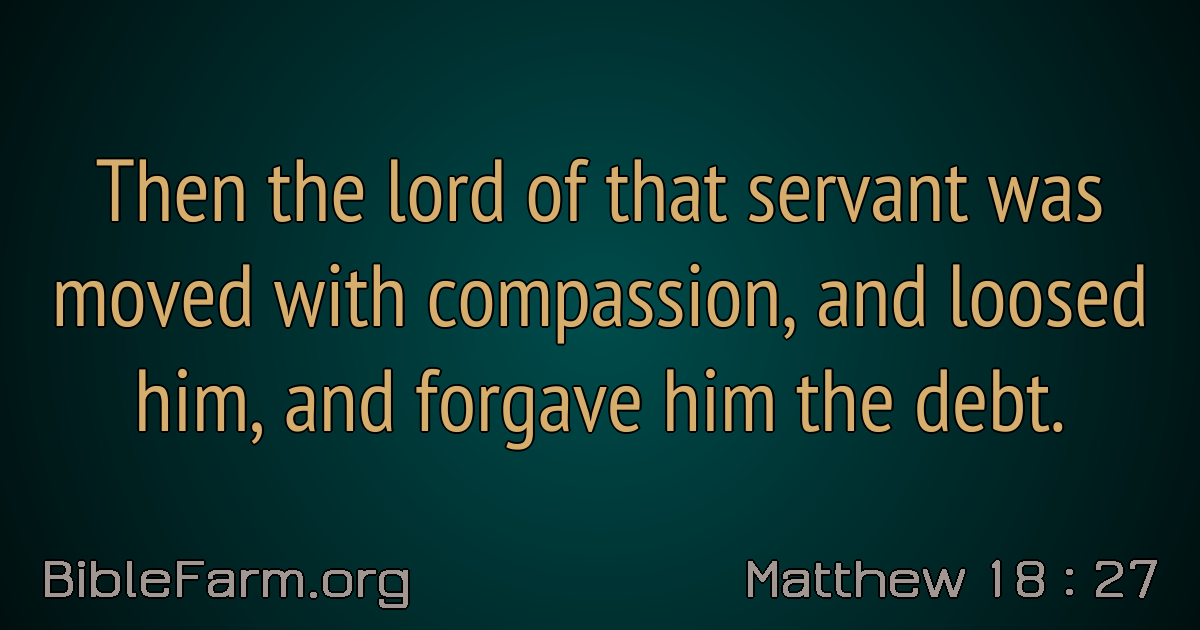 Then the lord of that servant was
moved with compassion, and loosed
him, and forgave him the debt.
BibleFarm.org
Matthew 18 : 27